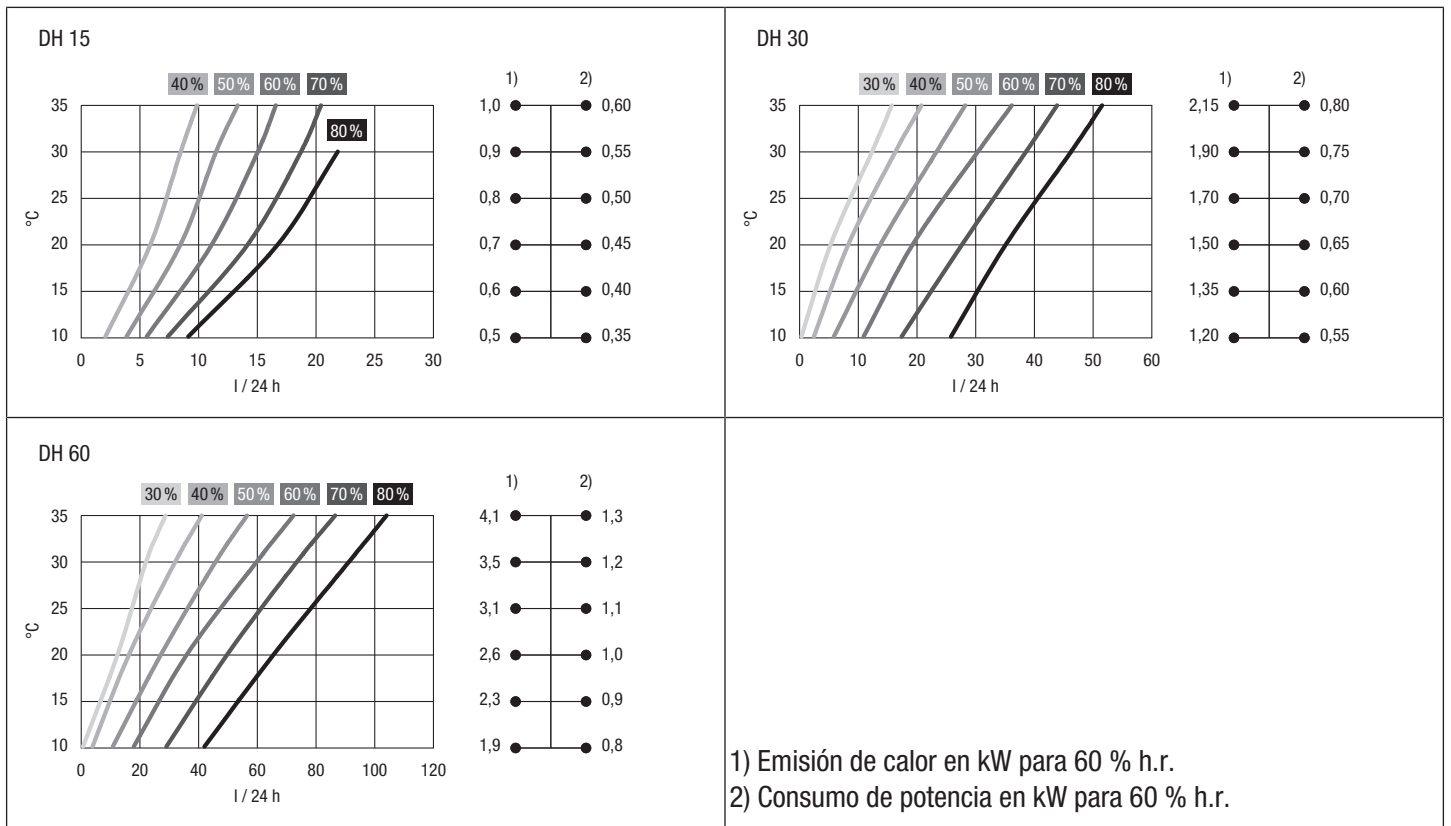 DH 15
40 % 50 % 60 % 70 %
80 %
1) 2)
35 1,0 0,60
30 0,9 0,55
25 0,8 0,50
°C
20 0,7 0,45
15 0,6 0,40
10 0,5 0,35
0 5 10 15 20 25 30
l / 24 h
DH 30
30 % 40 % 50 % 60 % 70 % 80 %
1) 2)
35 2,15 0,80
30 1,90 0,75
25 1,70 0,70
°C
20 1,50 0,65
15 1,35 0,60
10 1,20 0,55
0 10 20 30 40 50 60
l / 24 h
DH 60
30 % 40 % 50 % 60 % 70 % 80 %
1) 2)
35 4,1 1,3
30 3,5 1,2
25 3,1 1,1
°C
20 2,6 1,0
15 2,3 0,9
10 1,9 0,8
0 20 40 60 80 100 120
l / 24 h
1) Emisión de calor en kW para 60 % h.r.
2) Consumo de potencia en kW para 60 % h.r.